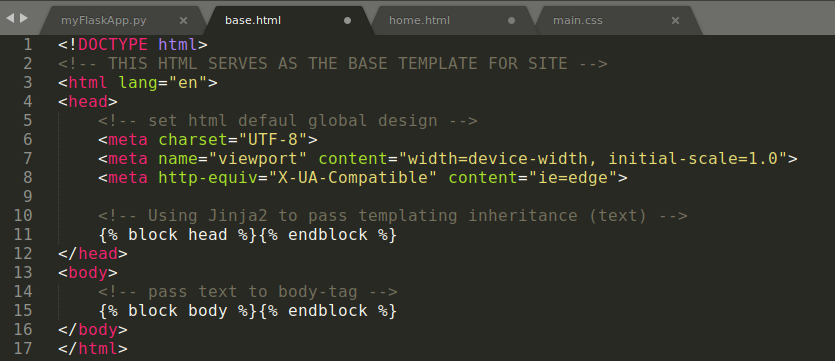 myFlaskApp.py × base.html home.html main.css ×
1 <!DOCTYPE html>
2 <!-- THIS HTML SERVES AS THE BASE TEMPLATE FOR SITE -->
3 <html lang="en">
4 <head>
5 <!-- set html defaul global design -->
6 <meta charset="UTF-8">
7 <meta name="viewport" content="width=device-width, initial-scale=1.0">
8 <meta http-equiv="X-UA-Compatible" content="ie=edge">
9
10 <!-- Using Jinja2 to pass templating inheritance (text) -->
11 {% block head %}{% endblock %}
12 </head>
13 <body>
14 <!-- pass text to body-tag -->
15 {% block body %}{% endblock %}
16 </body>
17 </html>